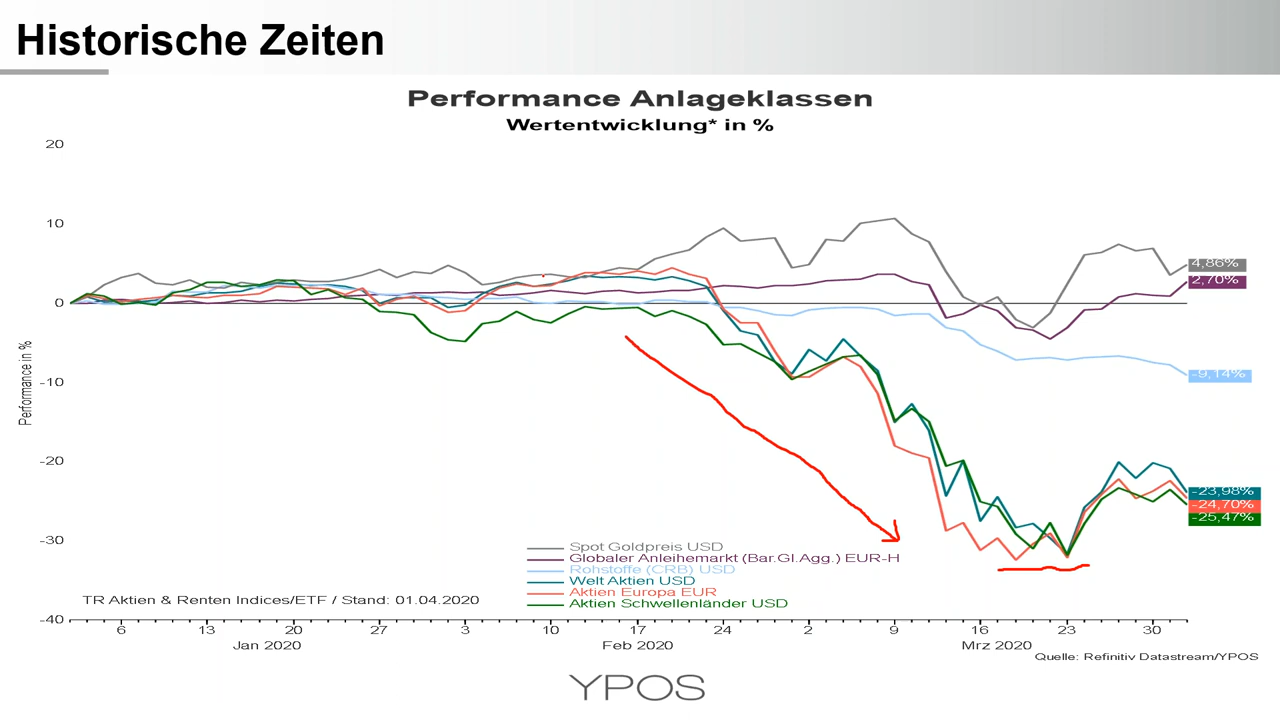 Historische Zeiten
Performance Anlageklassen
Wertentwicklung* in %
20
10
0
-10
-20
-30
-40
Performance in %
4,86%
2,70%
-9,14%
-23,98%
-24,70%
-25,47%
Spot Goldpreis USD
Globaler Anleihemarkt (Bar.Gl.Agg.) EUR-H
Rohstoffe (CRB) USD
Welt Aktien USD
Aktien Europa EUR
Aktien Schwellenländer USD
TR Aktien & Renten Indices/ETF / Stand: 01.04.2020
6 13 20 27 3 10 17 24 2 9 16 23 30
Jan 2020 Feb 2020 Mrz 2020
Quelle: Refinitiv Datastream/YPOS
YPOS